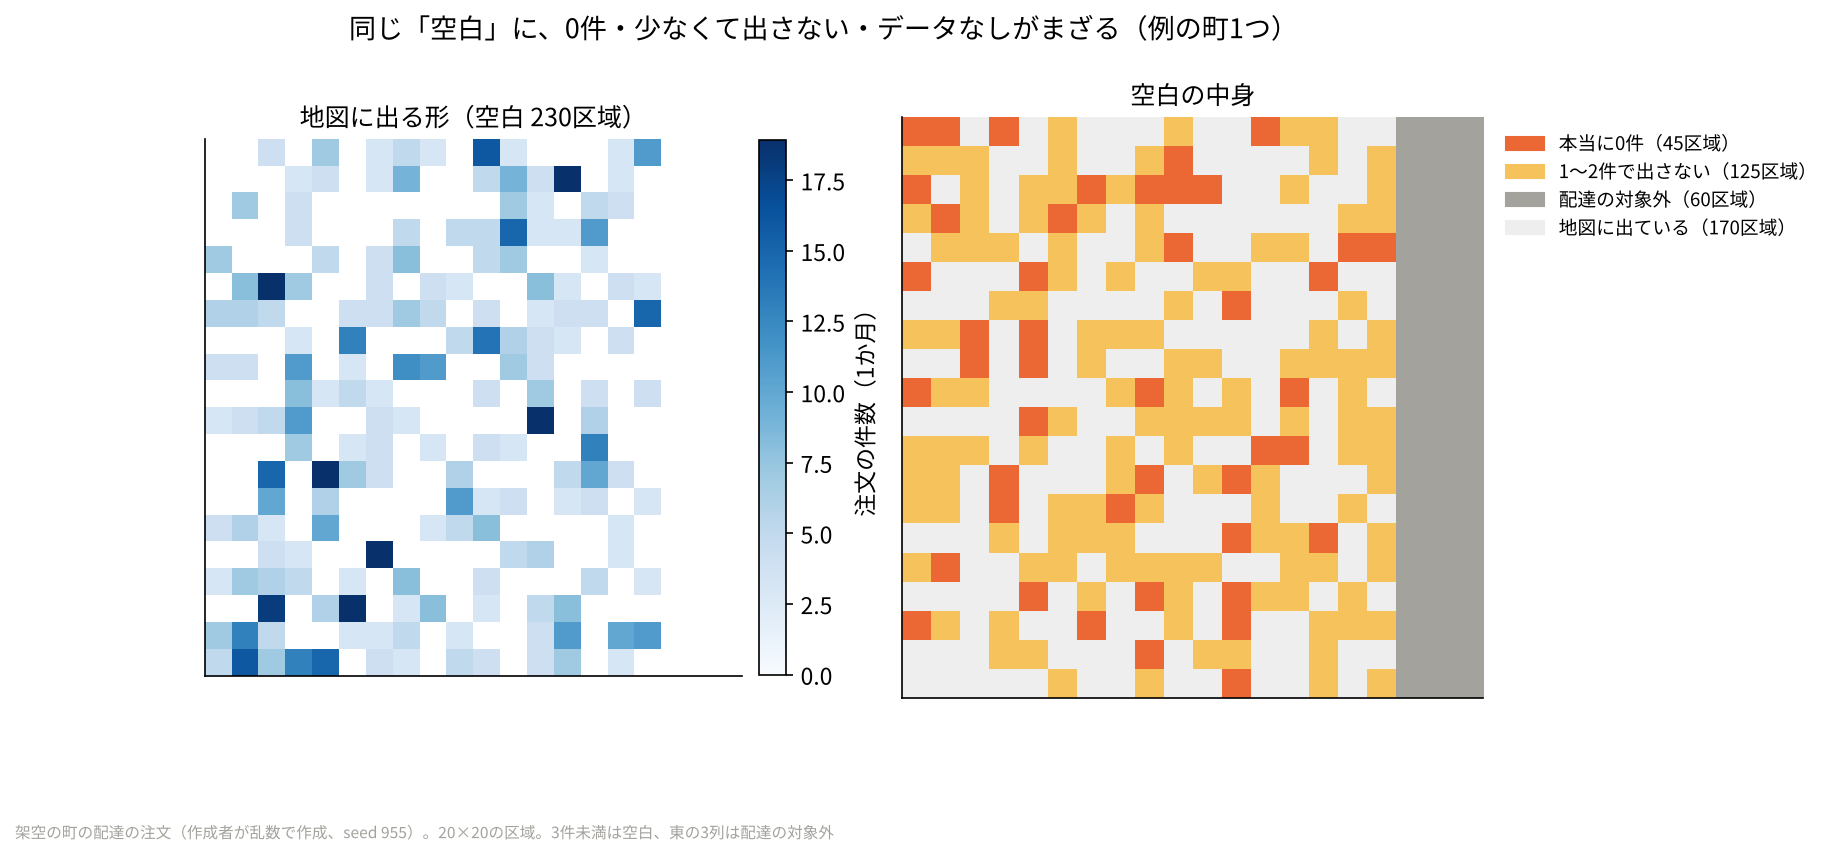 同じ「空白」に、0件・少なくて出さない・データなしがまざる（例の町1つ）
地図に出る形（空白 230区域）
17.5
15.0
12.5
10.0
7.5
5.0
2.5
0.0
注文の件数（1か月）
空白の中身
本当に0件（45区域）
1〜2件で出さない（125区域）
配達の対象外（60区域）
地図に出ている（170区域）
架空の町の配達の注文（作成者が乱数で作成、seed 955）。20×20の区域。3件未満は空白、東の3列は配達の対象外